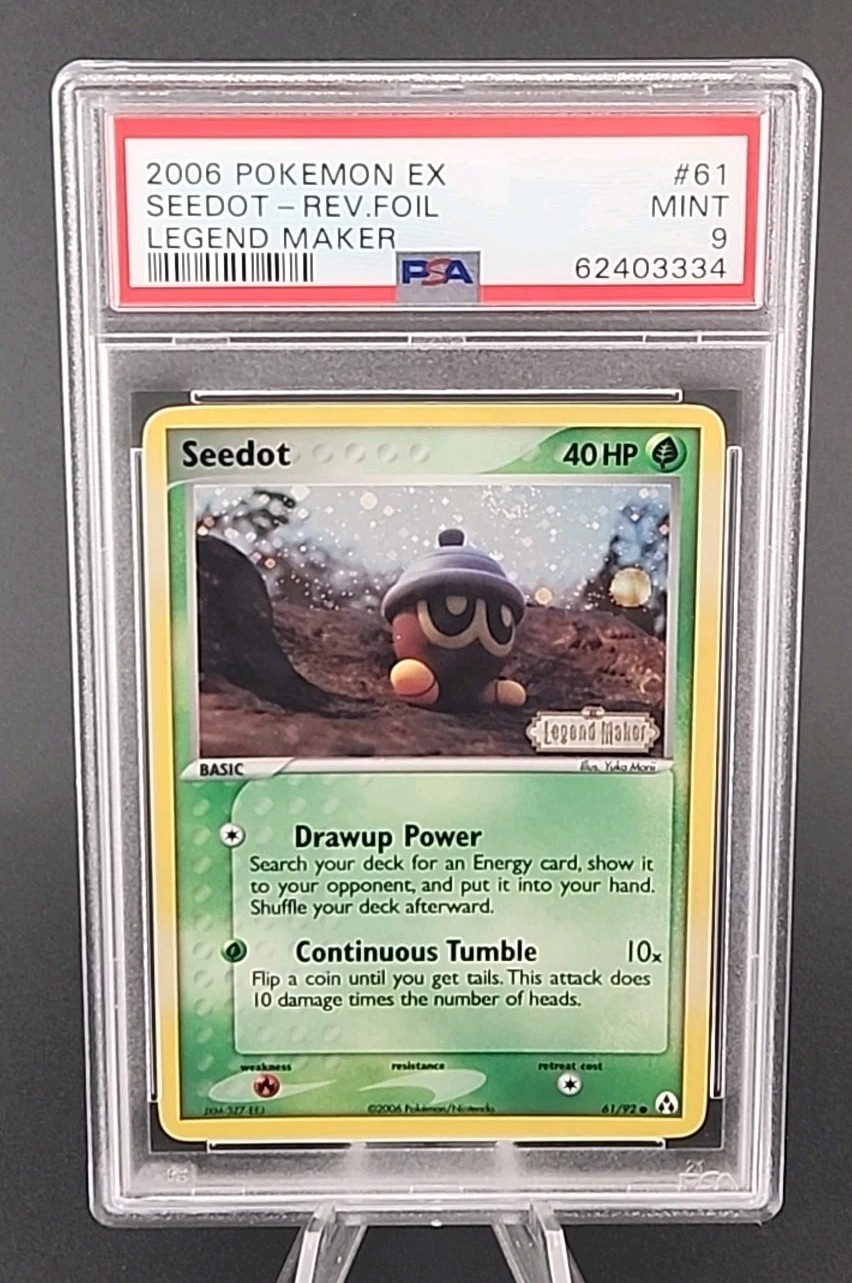 2006 POKEMON EX #61
SEEDOT – REV.FOIL MINT
LEGEND MAKER 9
PSA 62403334
Seedot 40 HP
Legend Maker
BASIC Illus. Yuka Morii
Drawup Power
Search your deck for an Energy card, show it
to your opponent, and put it into your hand.
Shuffle your deck afterward.
Continuous Tumble 10x
Flip a coin until you get tails. This attack does
10 damage times the number of heads.
weakness resistance retreat cost
©2006 Pokémon/Nintendo 61/92